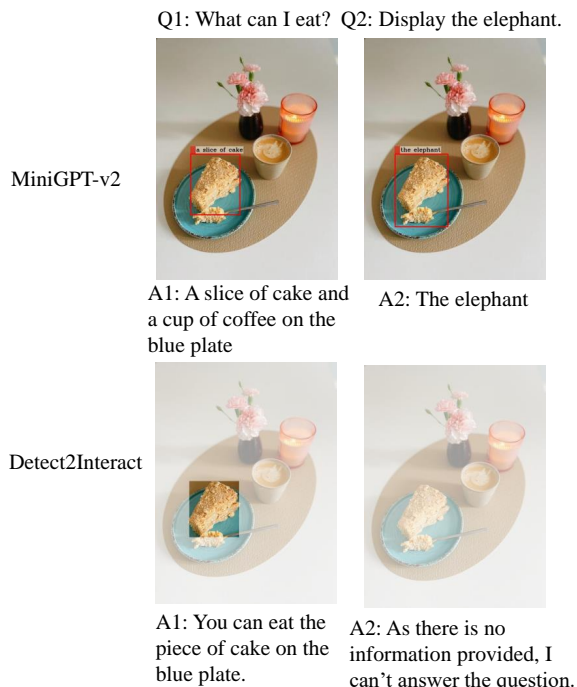 Q1: What can I eat? Q2: Display the elephant.
MiniGPT-v2
a slice of cake
the elephant
A1: A slice of cake and
a cup of coffee on the
blue plate
A2: The elephant
Detect2Interact
A1: You can eat the
piece of cake on the
blue plate.
A2: As there is no
information provided, I
can't answer the question.